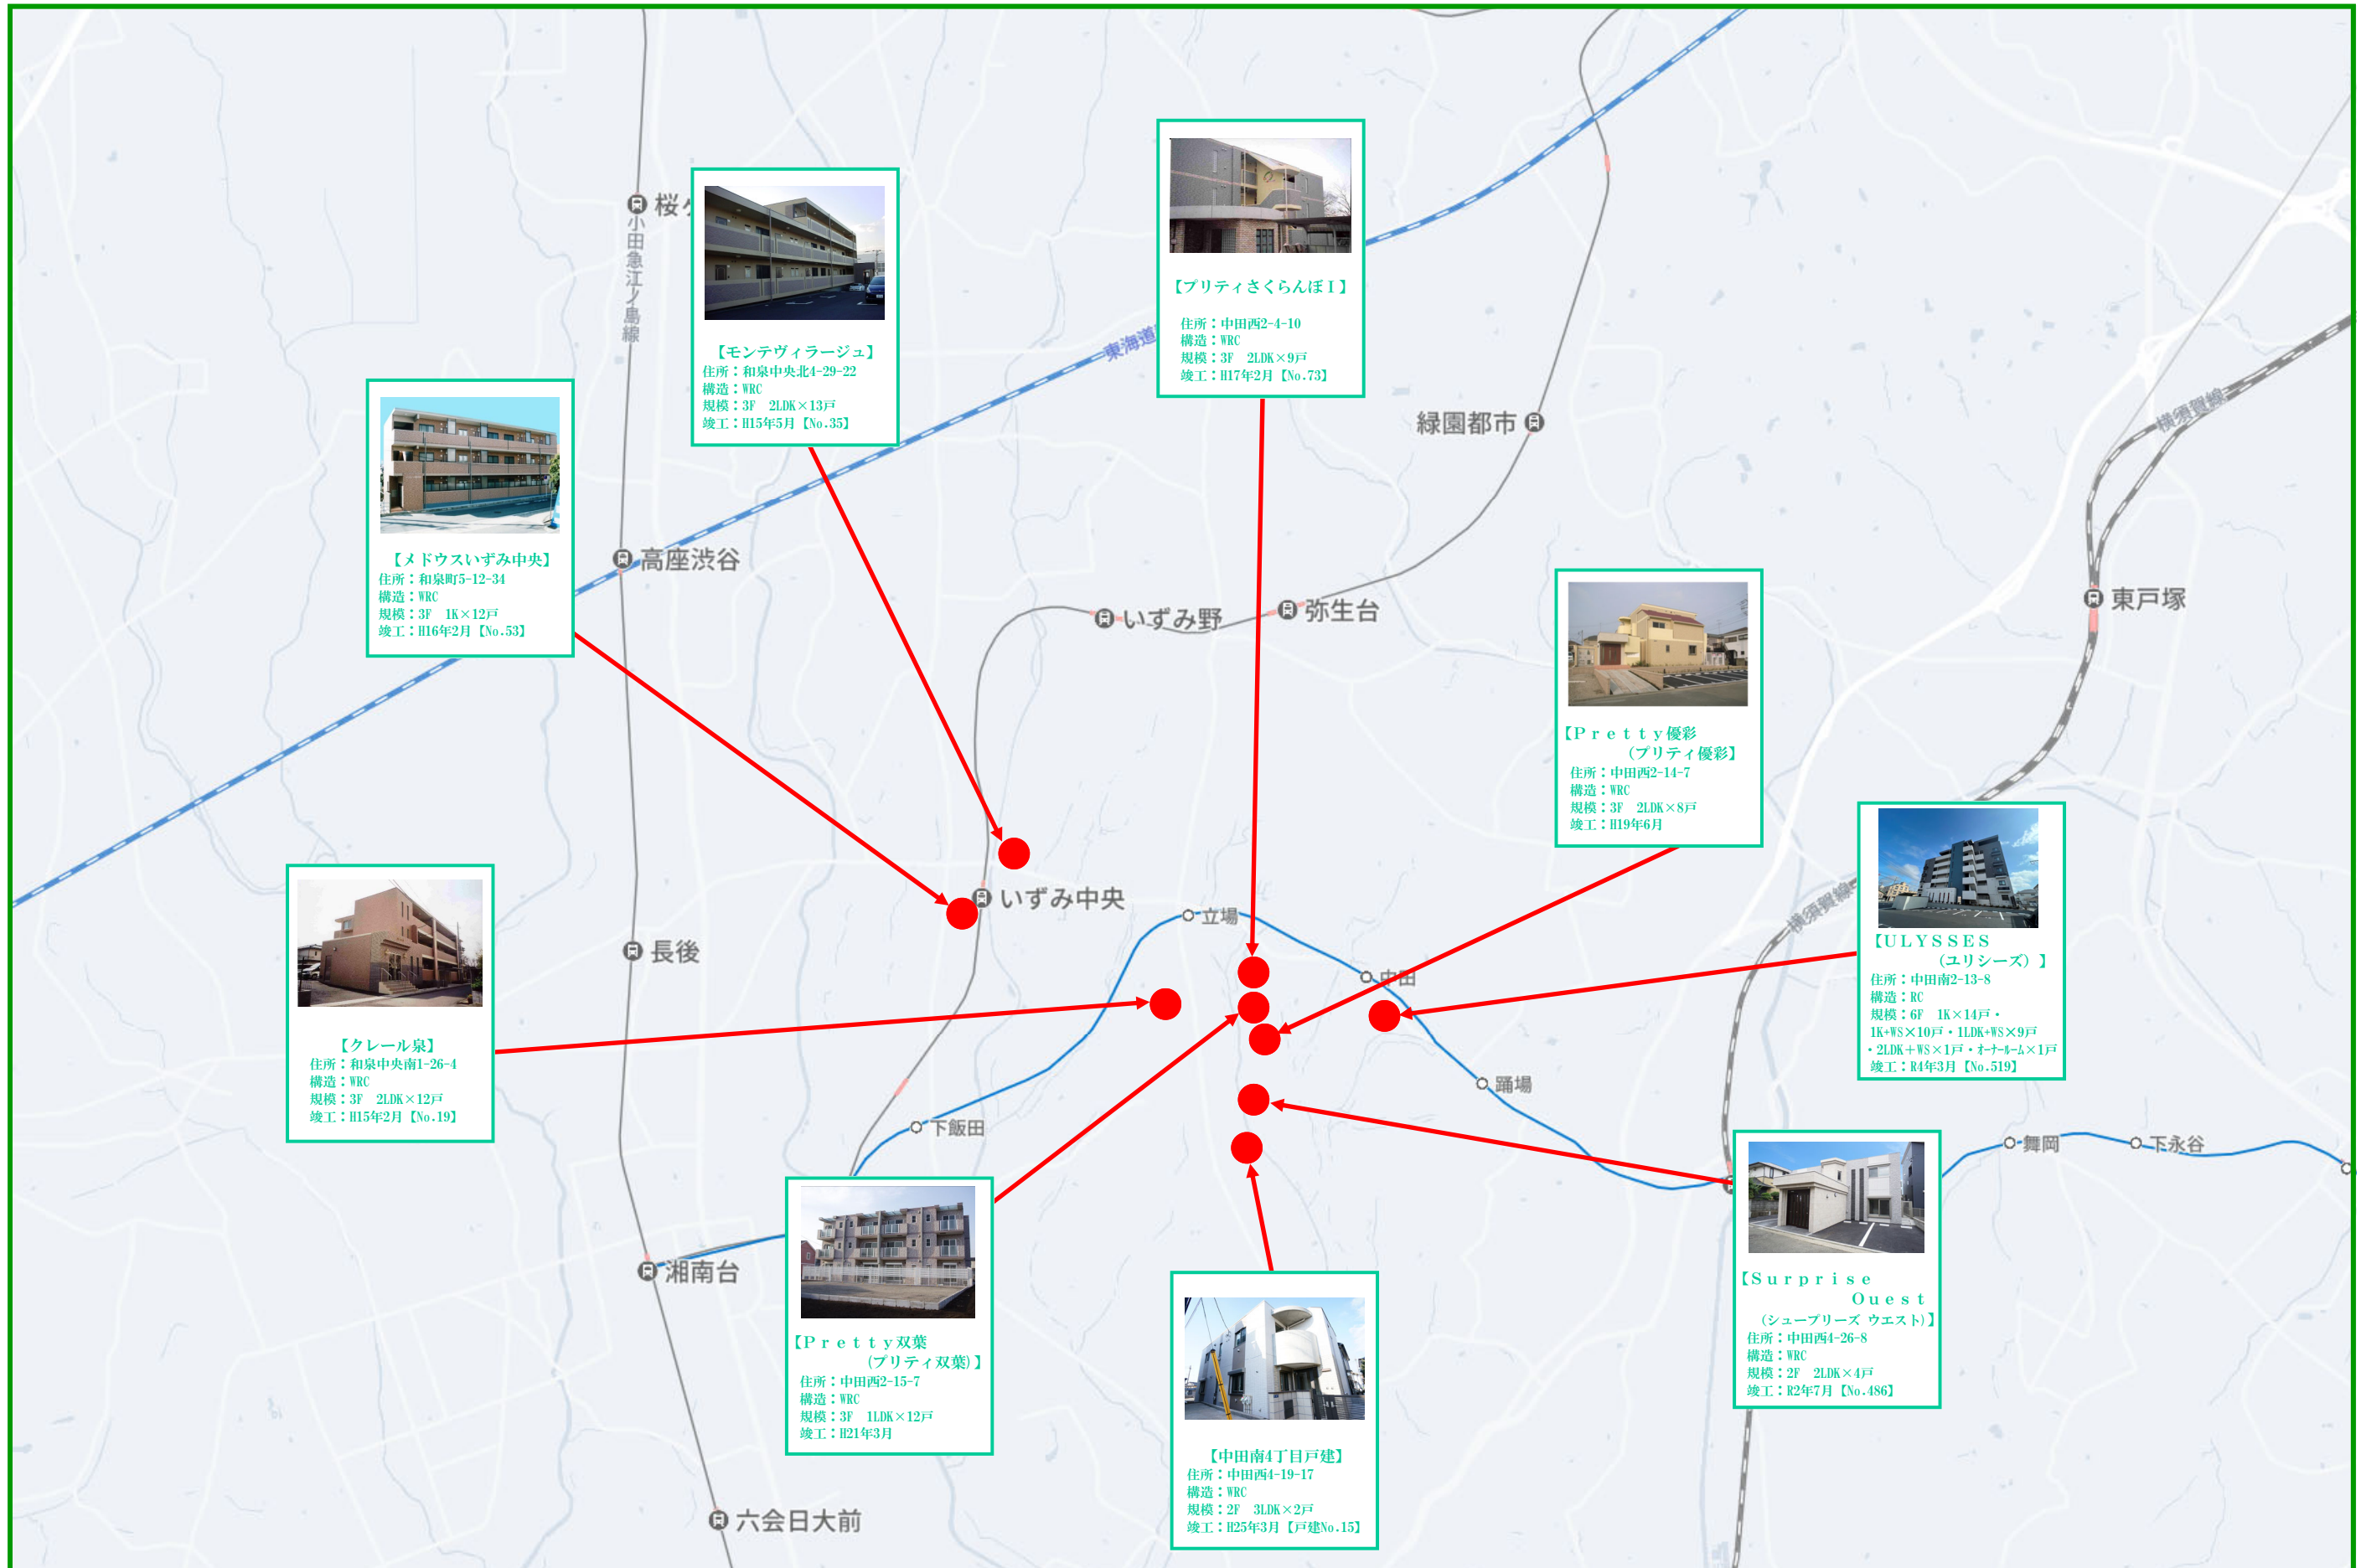 桜ヶ
小田急江ノ島線
【モンテヴィラージュ】
住所：和泉中央北4-29-22
構造：WRC
規模：3F　2LDK×13戸
竣工：H15年5月【No.35】
【プリティさくらんぼⅠ】
住所：中田西2-4-10
構造：WRC
規模：3F　2LDK×9戸
竣工：H17年2月【No.73】
東海道
緑園都市
横須賀線
【メドウスいずみ中央】
住所：和泉町5-12-34
構造：WRC
規模：3F　1K×12戸
竣工：H16年2月【No.53】
高座渋谷
いずみ野
弥生台
東戸塚
【Ｐｒｅｔｔｙ優彩
（プリティ優彩】
住所：中田西2-14-7
構造：WRC
規模：3F　2LDK×8戸
竣工：H19年6月
いずみ中央
立場
中田
長後
横須賀線
【ＵＬＹＳＳＥＳ
（ユリシーズ）】
住所：中田南2-13-8
構造：RC
規模：6F　1K×14戸・
1K+WS×10戸・1LDK+WS×9戸
・2LDK＋WS×1戸・ｵｰﾅｰﾙｰﾑ×1戸
竣工：R4年3月【No.519】
【クレール泉】
住所：和泉中央南1-26-4
構造：WRC
規模：3F　2LDK×12戸
竣工：H15年2月【No.19】
踊場
下飯田
舞岡
下永谷
湘南台
【Ｐｒｅｔｔｙ双葉
（プリティ双葉）】
住所：中田西2-15-7
構造：WRC
規模：3F　1LDK×12戸
竣工：H21年3月
【Ｓｕｒｐｒｉｓｅ
Ｏｕｅｓｔ
（シュープリーズ ウエスト）】
住所：中田西4-26-8
構造：WRC
規模：2F　2LDK×4戸
竣工：R2年7月【No.486】
【中田南4丁目戸建】
住所：中田西4-19-17
構造：WRC
規模：2F　3LDK×2戸
竣工：H25年3月【戸建No.15】
六会日大前